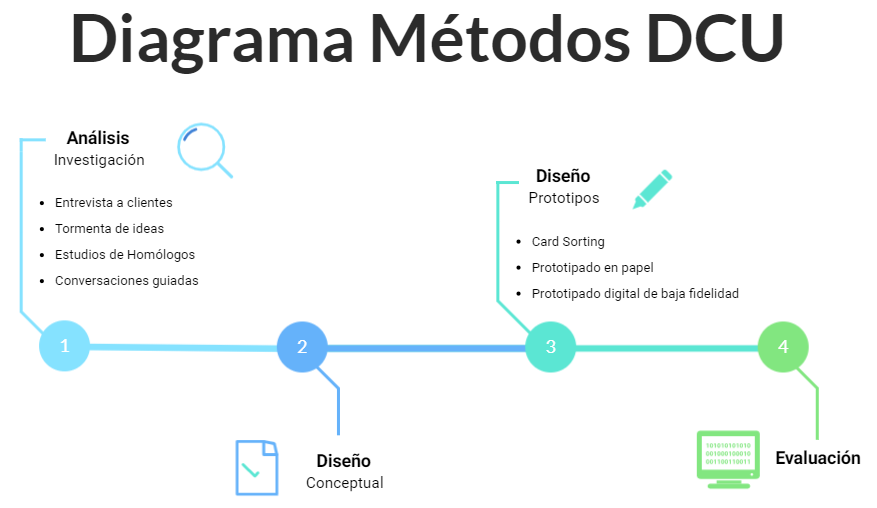 Diagrama Métodos DCU
Análisis
Investigación
Entrevista a clientes
Tormenta de ideas
Estudios de Homólogos
Conversaciones guiadas
Diseño
Prototipos
Card Sorting
Prototipado en papel
Prototipado digital de baja fidelidad
1
2
3
4
Diseño
Conceptual
101010101010
001000100010
001100110011
Evaluación